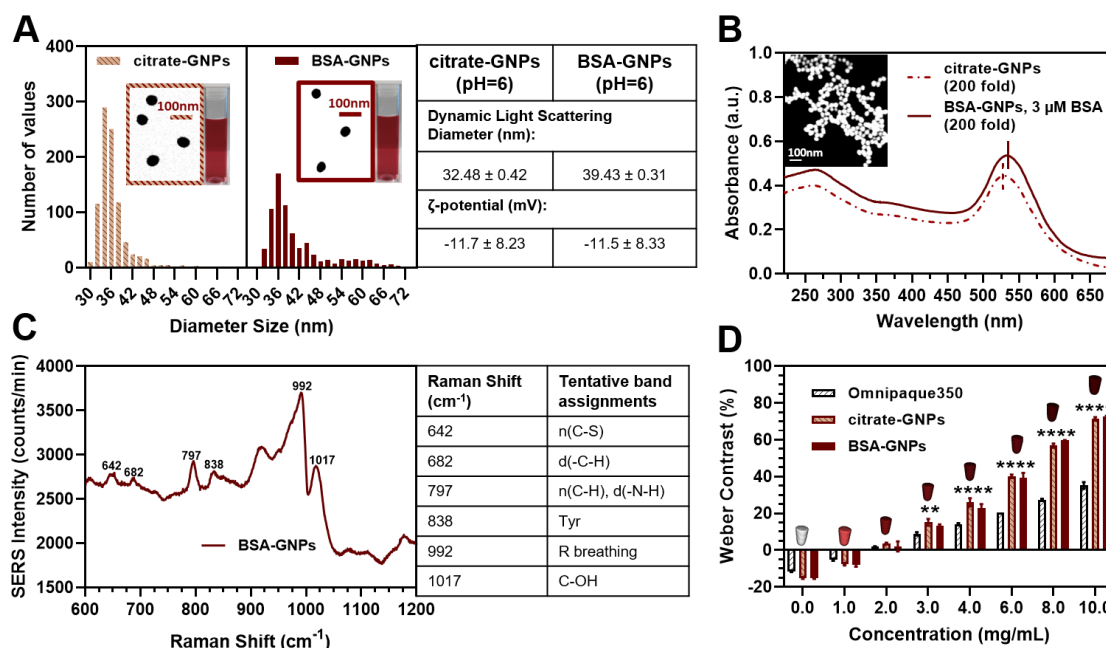 A
Number of values
400
300
200
100
0
citrate-GNPs
100nm
BSA-GNPs
100nm
30
36
42
48
54
60
66
72
30
36
42
48
54
60
66
72
Diameter Size (nm)
citrate-GNPs
(pH=6)
BSA-GNPs
(pH=6)
Dynamic Light Scattering
Diameter (nm):
32.48 ± 0.42
39.43 ± 0.31
ζ-potential (mV):
-11.7 ± 8.23
-11.5 ± 8.33
B
Absorbance (a.u.)
1.0
0.8
0.6
0.4
0.2
0.0
100nm
citrate-GNPs
(200 fold)
BSA-GNPs, 3 µM BSA
(200 fold)
250
300
350
400
450
500
550
600
650
Wavelength (nm)
C
SERS Intensity (counts/min)
4000
3500
3000
2500
2000
1500
642
682
797
838
992
1017
BSA-GNPs
600
700
800
900
1000
1100
1200
Raman Shift (cm-1)
Raman Shift
(cm-1)
Tentative band
assignments
642
n(C-S)
682
d(-C-H)
797
n(C-H), d(-N-H)
838
Tyr
992
R breathing
1017
C-OH
D
Weber Contrast (%)
100
80
60
40
20
0
-20
Omnipaque350
citrate-GNPs
BSA-GNPs
**
****
****
****
****
0.0
1.0
2.0
3.0
4.0
6.0
8.0
10.0
Concentration (mg/mL)